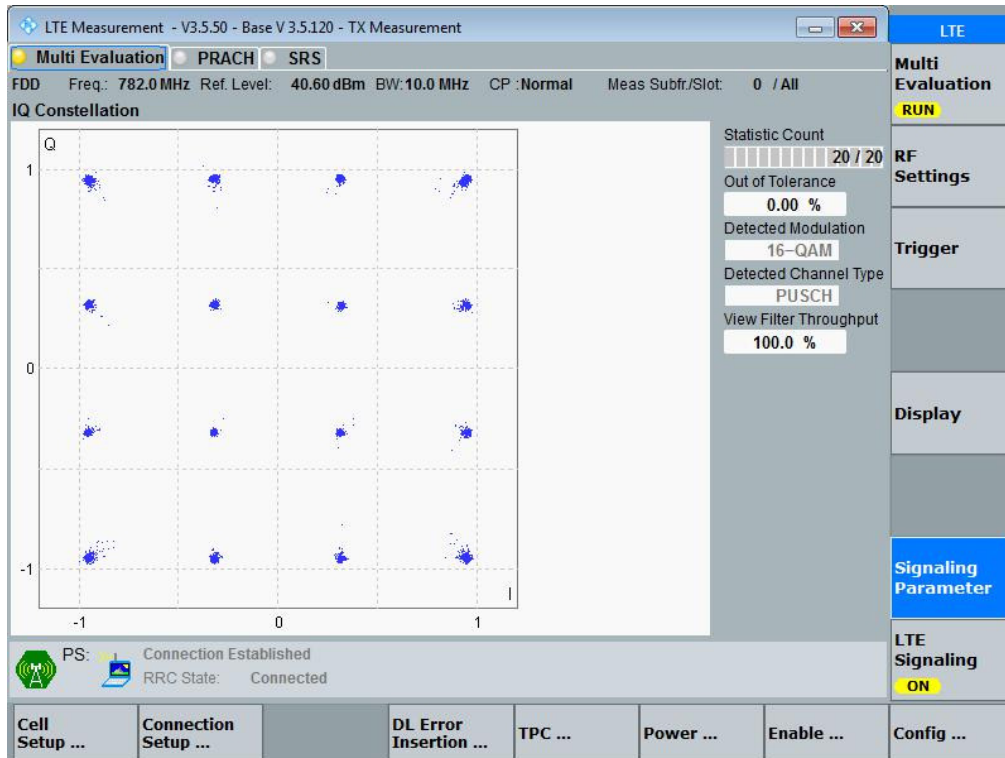 LTE Measurement - V3.5.50 - Base V 3.5.120 - TX Measurement
LTE
Multi Evaluation PRACH SRS
FDD Freq.: 782.0 MHz Ref. Level: 40.60 dBm BW: 10.0 MHz CP : Normal Meas Subfr./Slot: 0 / All
IQ Constellation
Q
1
0
-1
-1 0 1
I
Statistic Count
20 / 20
Out of Tolerance
0.00 %
Detected Modulation
16-QAM
Detected Channel Type
PUSCH
View Filter Throughput
100.0 %
Multi
Evaluation
RUN
RF
Settings
Trigger
Display
Signaling
Parameter
LTE
Signaling
ON
PS: Connection Established
RRC State: Connected
Cell
Setup ...
Connection
Setup ...
DL Error
Insertion ...
TPC ...
Power ...
Enable ...
Config ...